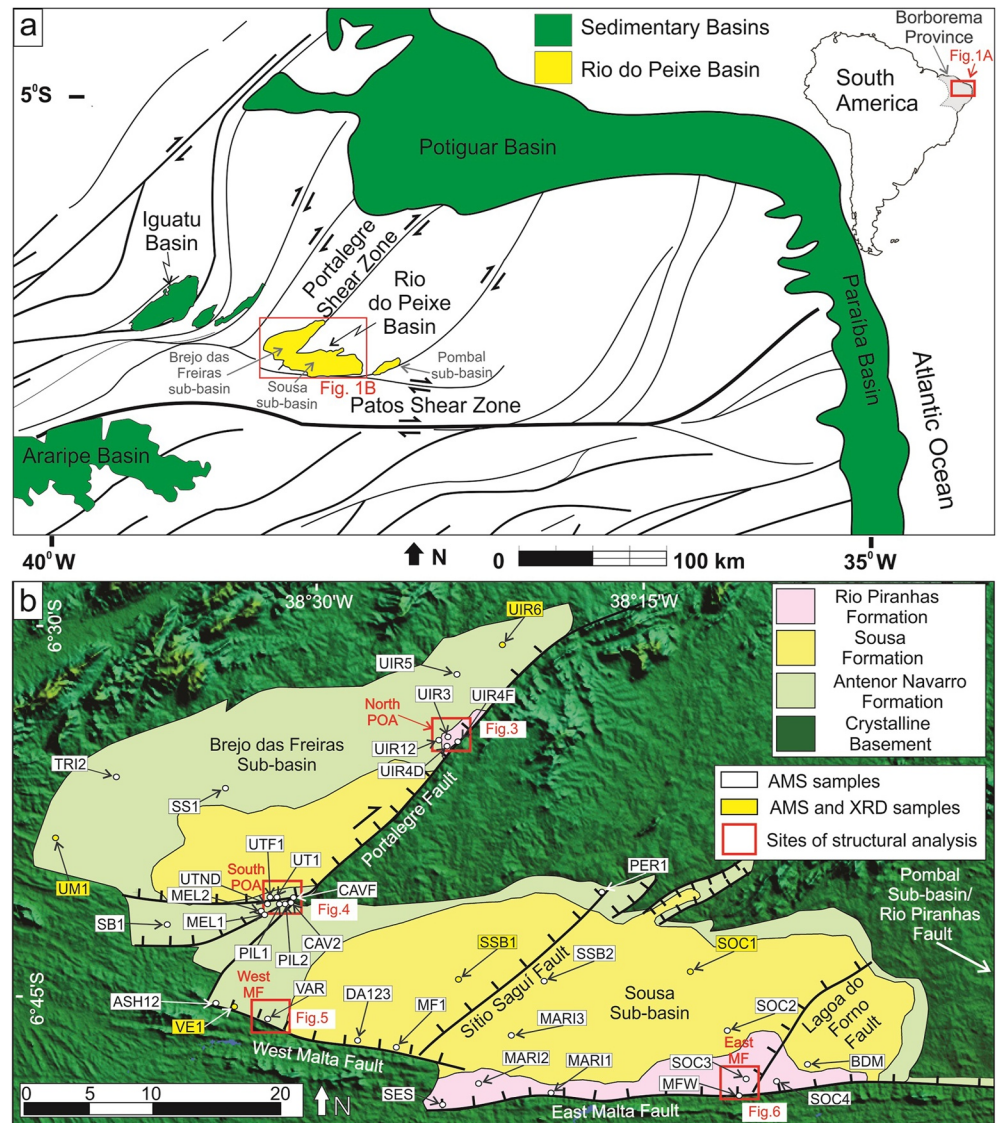 a
Sedimentary Basins
Rio do Peixe Basin
Borborema
Province
Fig.1A
South
America
5⁰S
Potiguar Basin
Iguatu
Basin
Portalegre
Shear Zone
Rio
do Peixe
Basin
Brejo das
Freiras
sub-basin
Sousa
sub-basin
Fig. 1B
Pombal
sub-basin
Patos Shear Zone
Paraíba Basin
Atlantic Ocean
Araripe Basin
40⁰W
N
0
100 km
35⁰W
b
38°30'W
38°15'W
6°30'S
6°45'S
Rio Piranhas
Formation
Sousa
Formation
Antenor Navarro
Formation
Crystalline
Basement
AMS samples
AMS and XRD samples
Sites of structural analysis
UIR6
UIR5
UIR3
UIR4F
North
POA
Fig.3
UIR12
UIR4D
Brejo das Freiras
Sub-basin
TRI2
SS1
Portalegre Fault
UTF1
UT1
UM1
South
POA
UTND
MEL2
CAVF
Fig.4
SB1
MEL1
PIL1
PIL2
CAV2
PER1
Pombal
Sub-basin/
Rio Piranhas
Fault
SSB1
SSB2
SOC1
Sítio Saguí Fault
West
MF
VAR
Fig.5
ASH12
VE1
DA123
MF1
Sousa
Sub-basin
MARI3
SOC2
Lagoa do
Forno
Fault
West Malta Fault
MARI2
MARI1
East
MF
SOC3
BDM
MFW
SES
SOC4
East Malta Fault
Fig.6
0
5
10
20
N